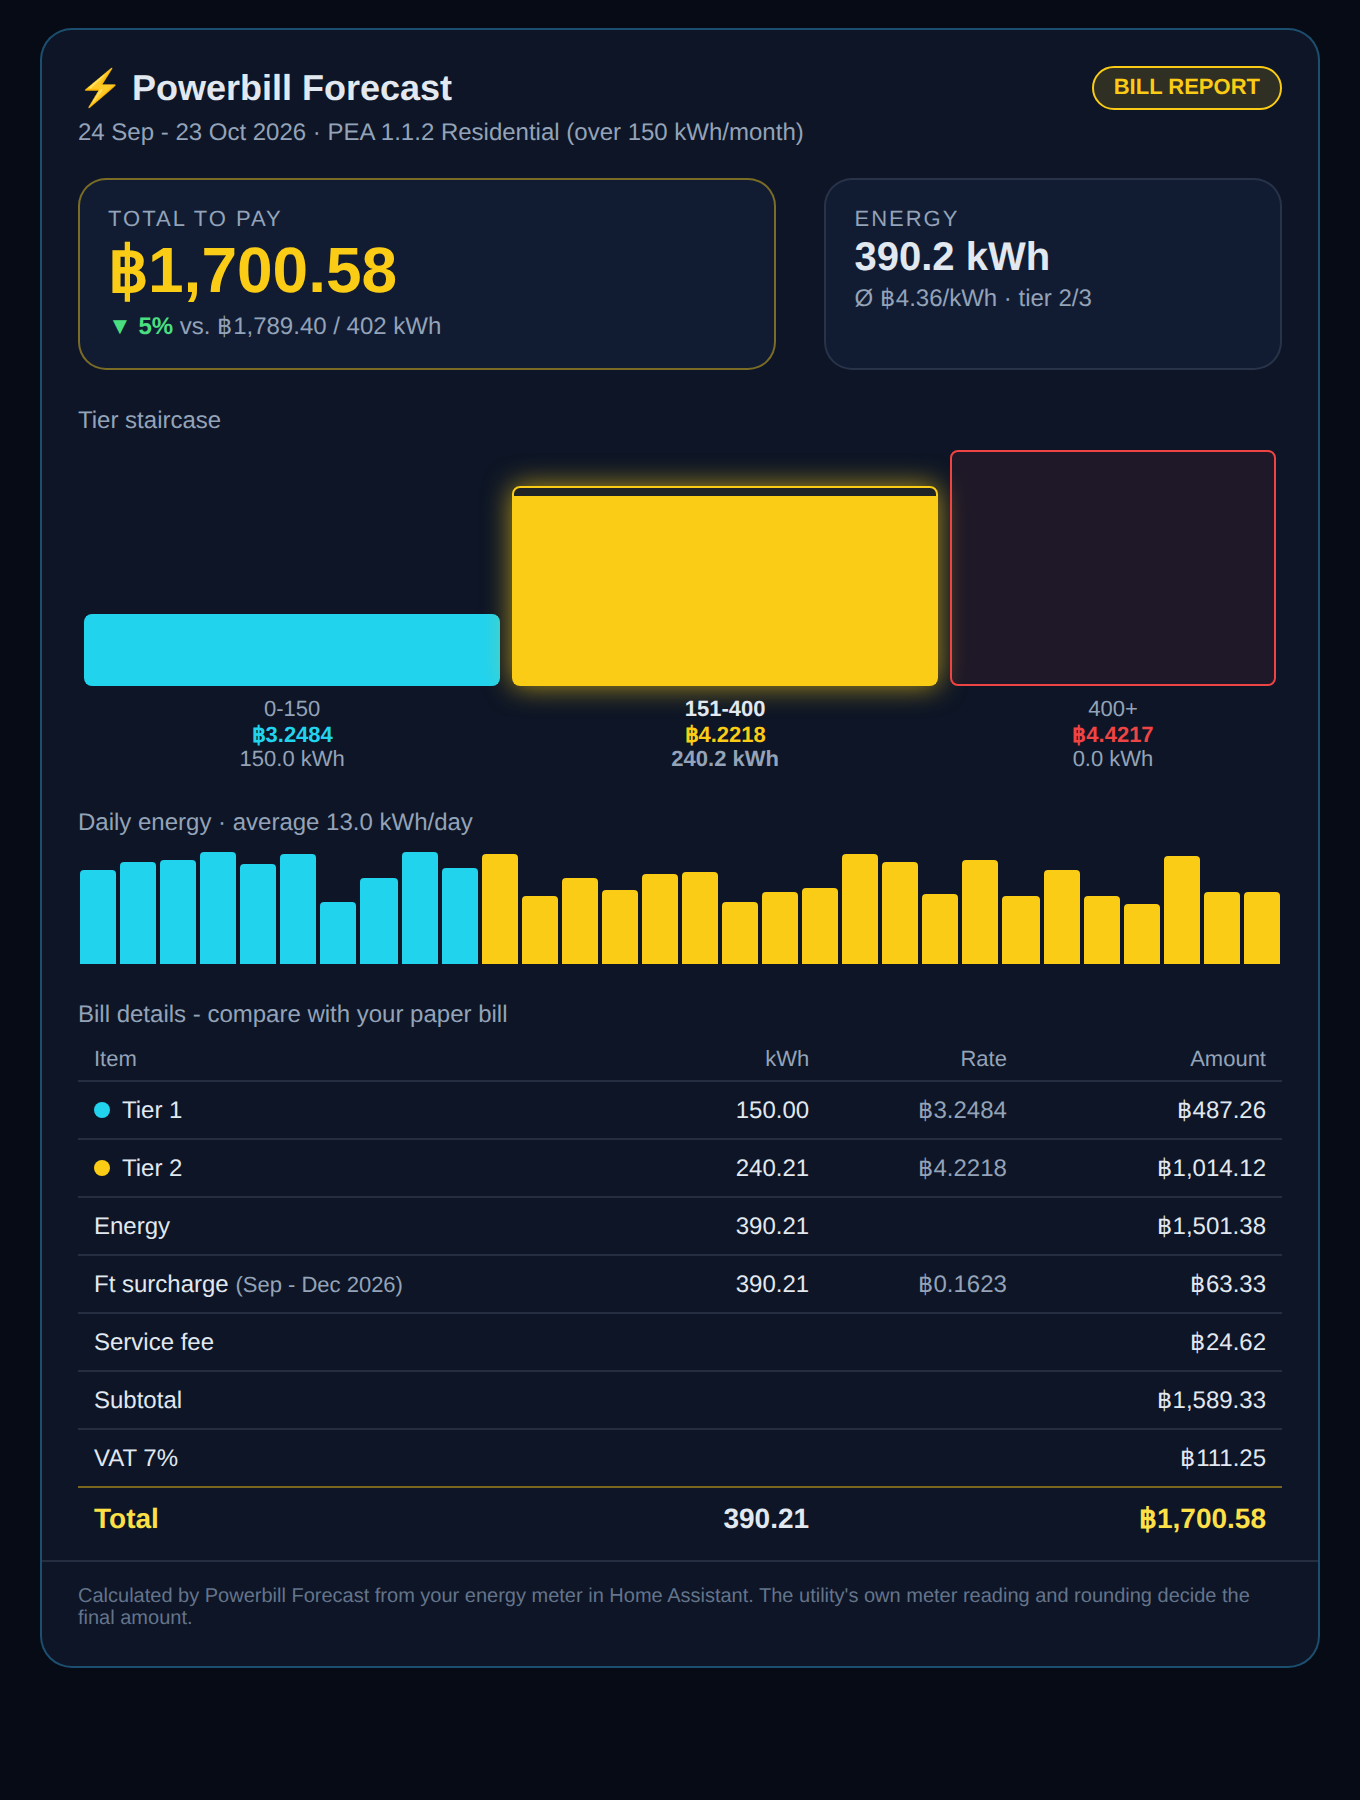 ⚡ Powerbill Forecast
BILL REPORT
24 Sep - 23 Oct 2026 · PEA 1.1.2 Residential (over 150 kWh/month)
TOTAL TO PAY
฿1,700.58
▼ 5% vs. ฿1,789.40 / 402 kWh
ENERGY
390.2 kWh
Ø ฿4.36/kWh · tier 2/3
Tier staircase
0-150
฿3.2484
150.0 kWh
151-400
฿4.2218
240.2 kWh
400+
฿4.4217
0.0 kWh
Daily energy · average 13.0 kWh/day
Bill details - compare with your paper bill
Item kWh Rate Amount
Tier 1 150.00 ฿3.2484 ฿487.26
Tier 2 240.21 ฿4.2218 ฿1,014.12
Energy 390.21 ฿1,501.38
Ft surcharge (Sep - Dec 2026) 390.21 ฿0.1623 ฿63.33
Service fee ฿24.62
Subtotal ฿1,589.33
VAT 7% ฿111.25
Total 390.21 ฿1,700.58
Calculated by Powerbill Forecast from your energy meter in Home Assistant. The utility's own meter reading and rounding decide the
final amount.